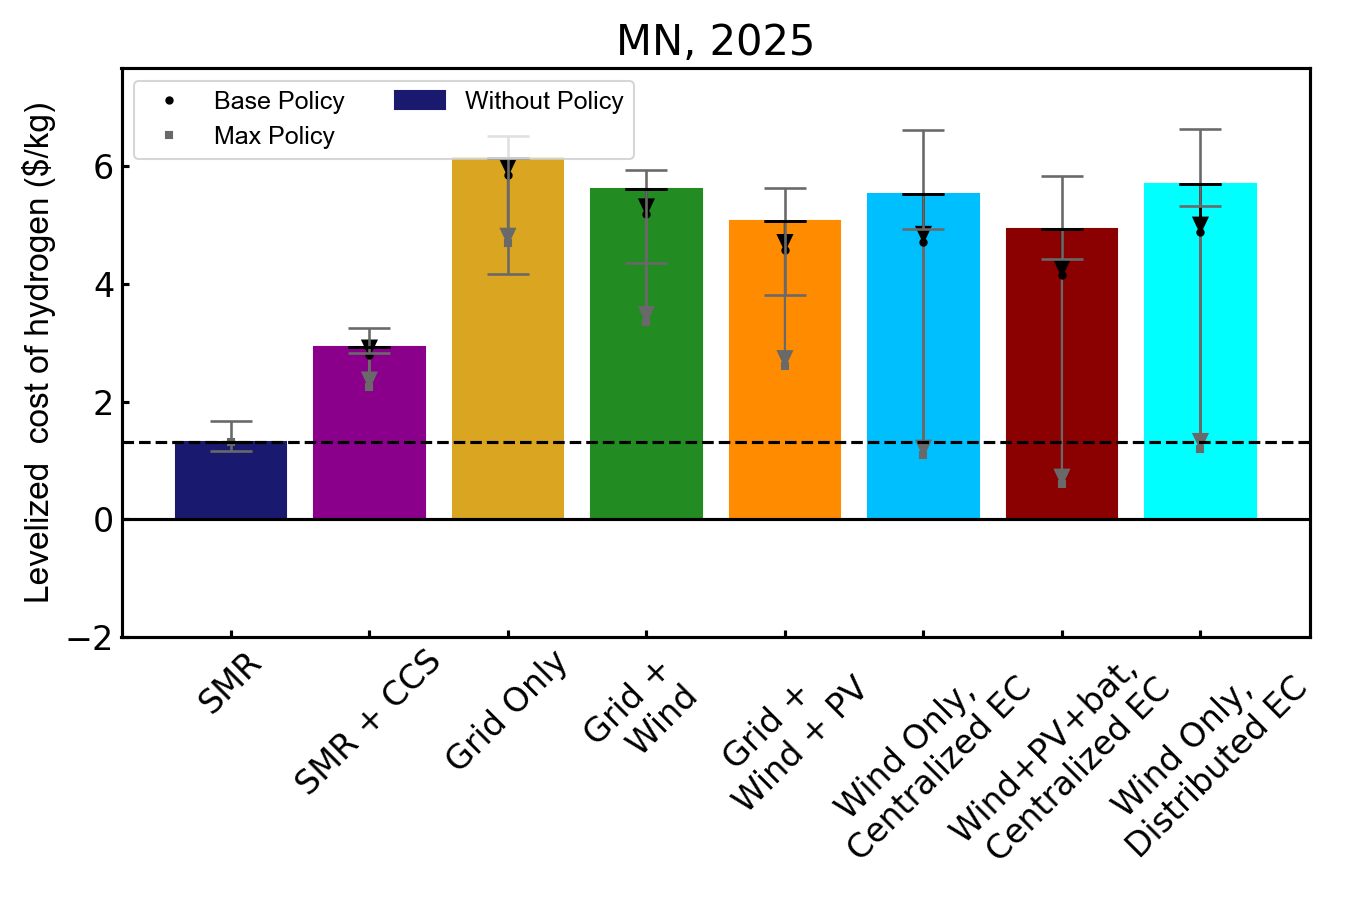 MN, 2025
Base Policy
Max Policy
Without Policy
Levelized cost of hydrogen ($/kg)
6
4
2
0
−2
SMR
SMR + CCS
Grid Only
Grid +
Wind
Grid +
Wind + PV
Wind Only,
Centralized EC
Wind+PV+bat,
Centralized EC
Wind Only,
Distributed EC